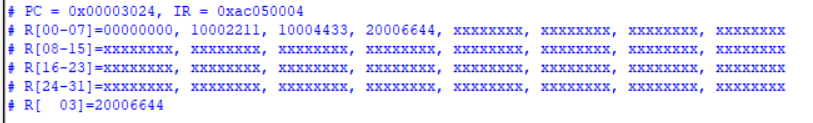 # PC = 0x00003024, IR = 0xac050004
# R[00-07]=00000000, 10002211, 10004433, 20006644, xxxxxxxx, xxxxxxxx, xxxxxxxx, xxxxxxxx
# R[08-15]=xxxxxxxx, xxxxxxxx, xxxxxxxx, xxxxxxxx, xxxxxxxx, xxxxxxxx, xxxxxxxx, xxxxxxxx
# R[16-23]=xxxxxxxx, xxxxxxxx, xxxxxxxx, xxxxxxxx, xxxxxxxx, xxxxxxxx, xxxxxxxx, xxxxxxxx
# R[24-31]=xxxxxxxx, xxxxxxxx, xxxxxxxx, xxxxxxxx, xxxxxxxx, xxxxxxxx, xxxxxxxx, xxxxxxxx
# R[  03]=20006644